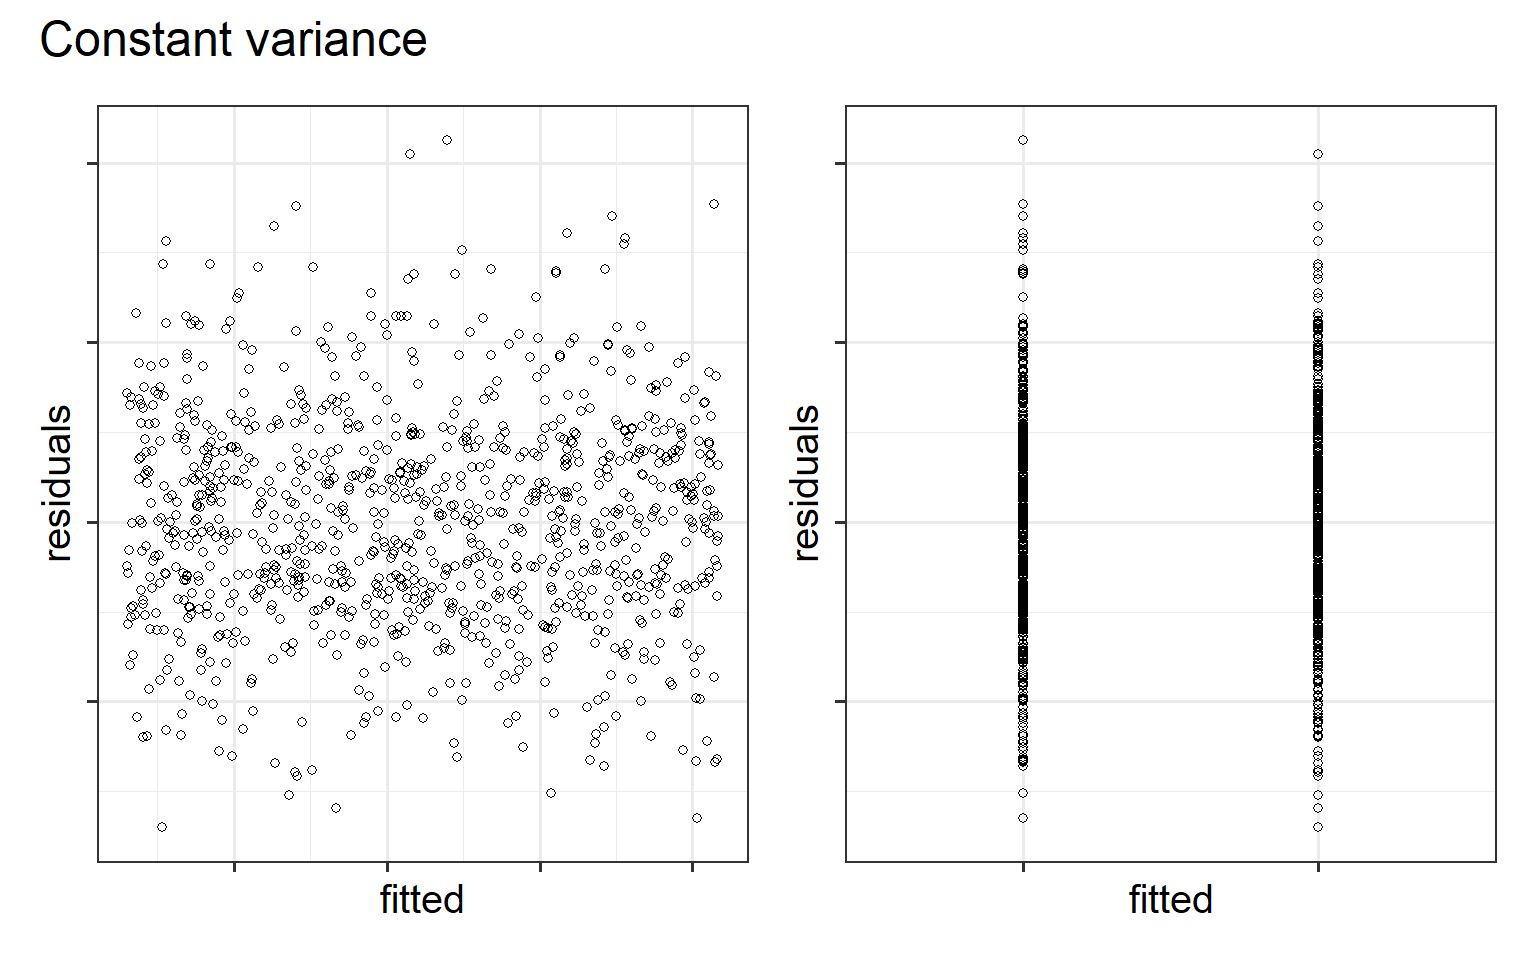 Constant variance
residuals
fitted
residuals
fitted